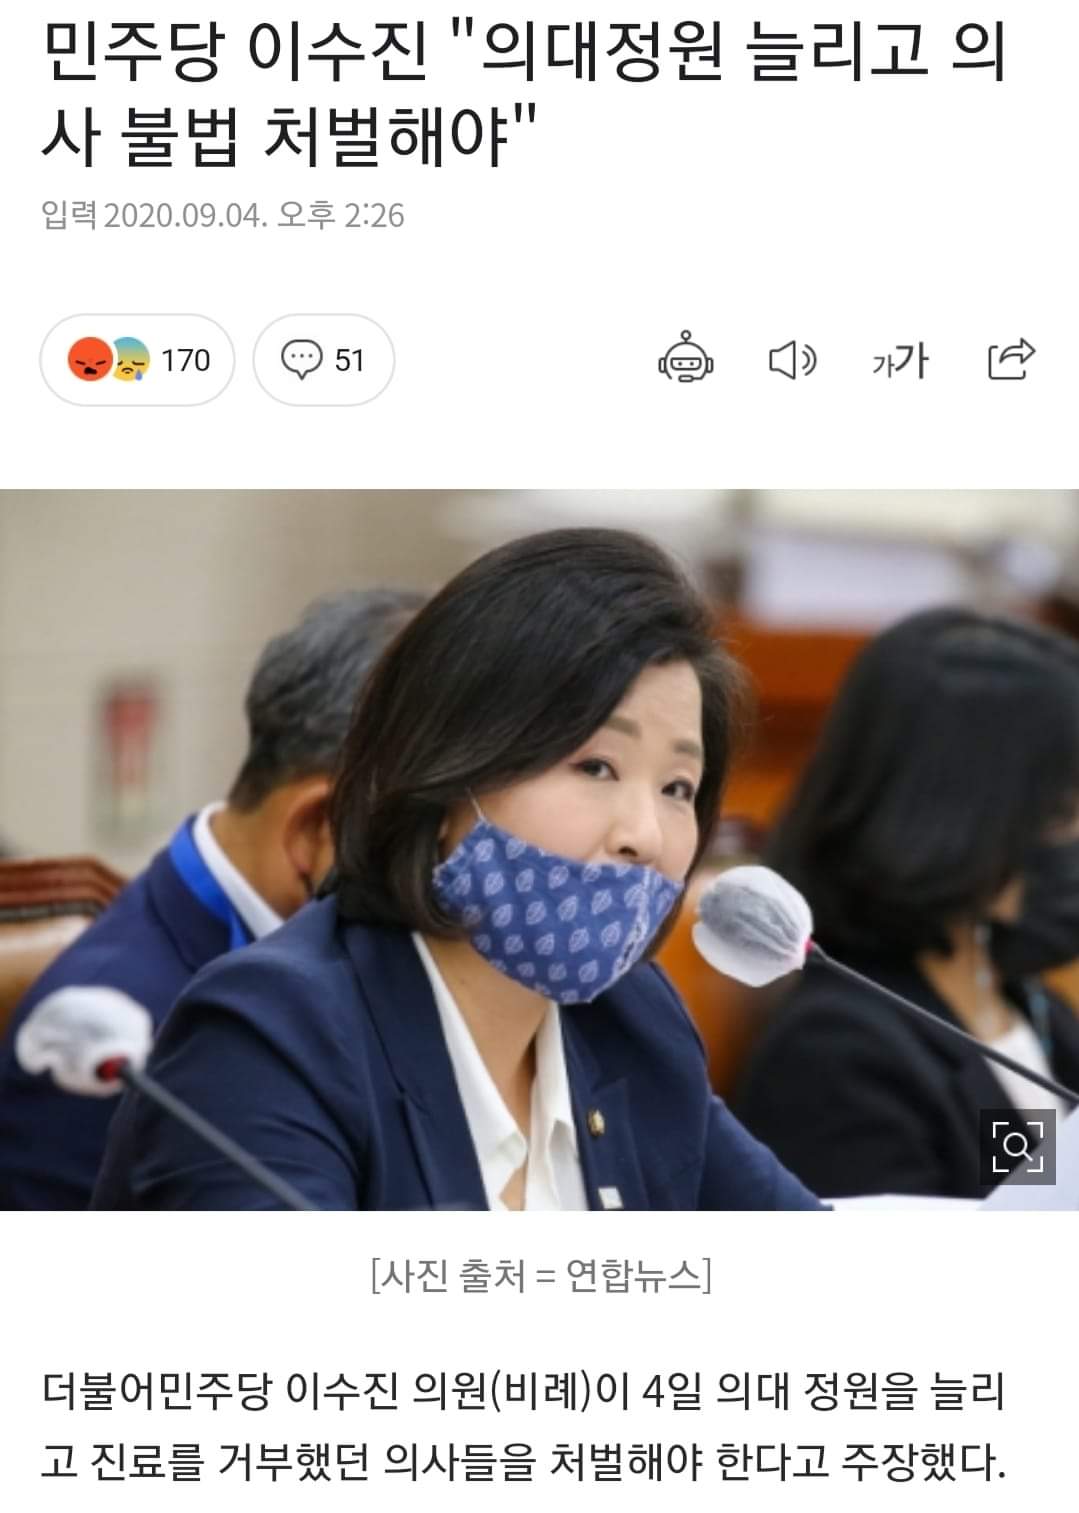 민주당 이수진 "의대정원 늘리고 의
사 불법 처벌해야"
입력 2020.09.04. 오후 2:26
170
51
가가
[사진 출처 = 연합뉴스]
더불어민주당 이수진 의원(비례)이 4일 의대 정원을 늘리
고 진료를 거부했던 의사들을 처벌해야 한다고 주장했다.